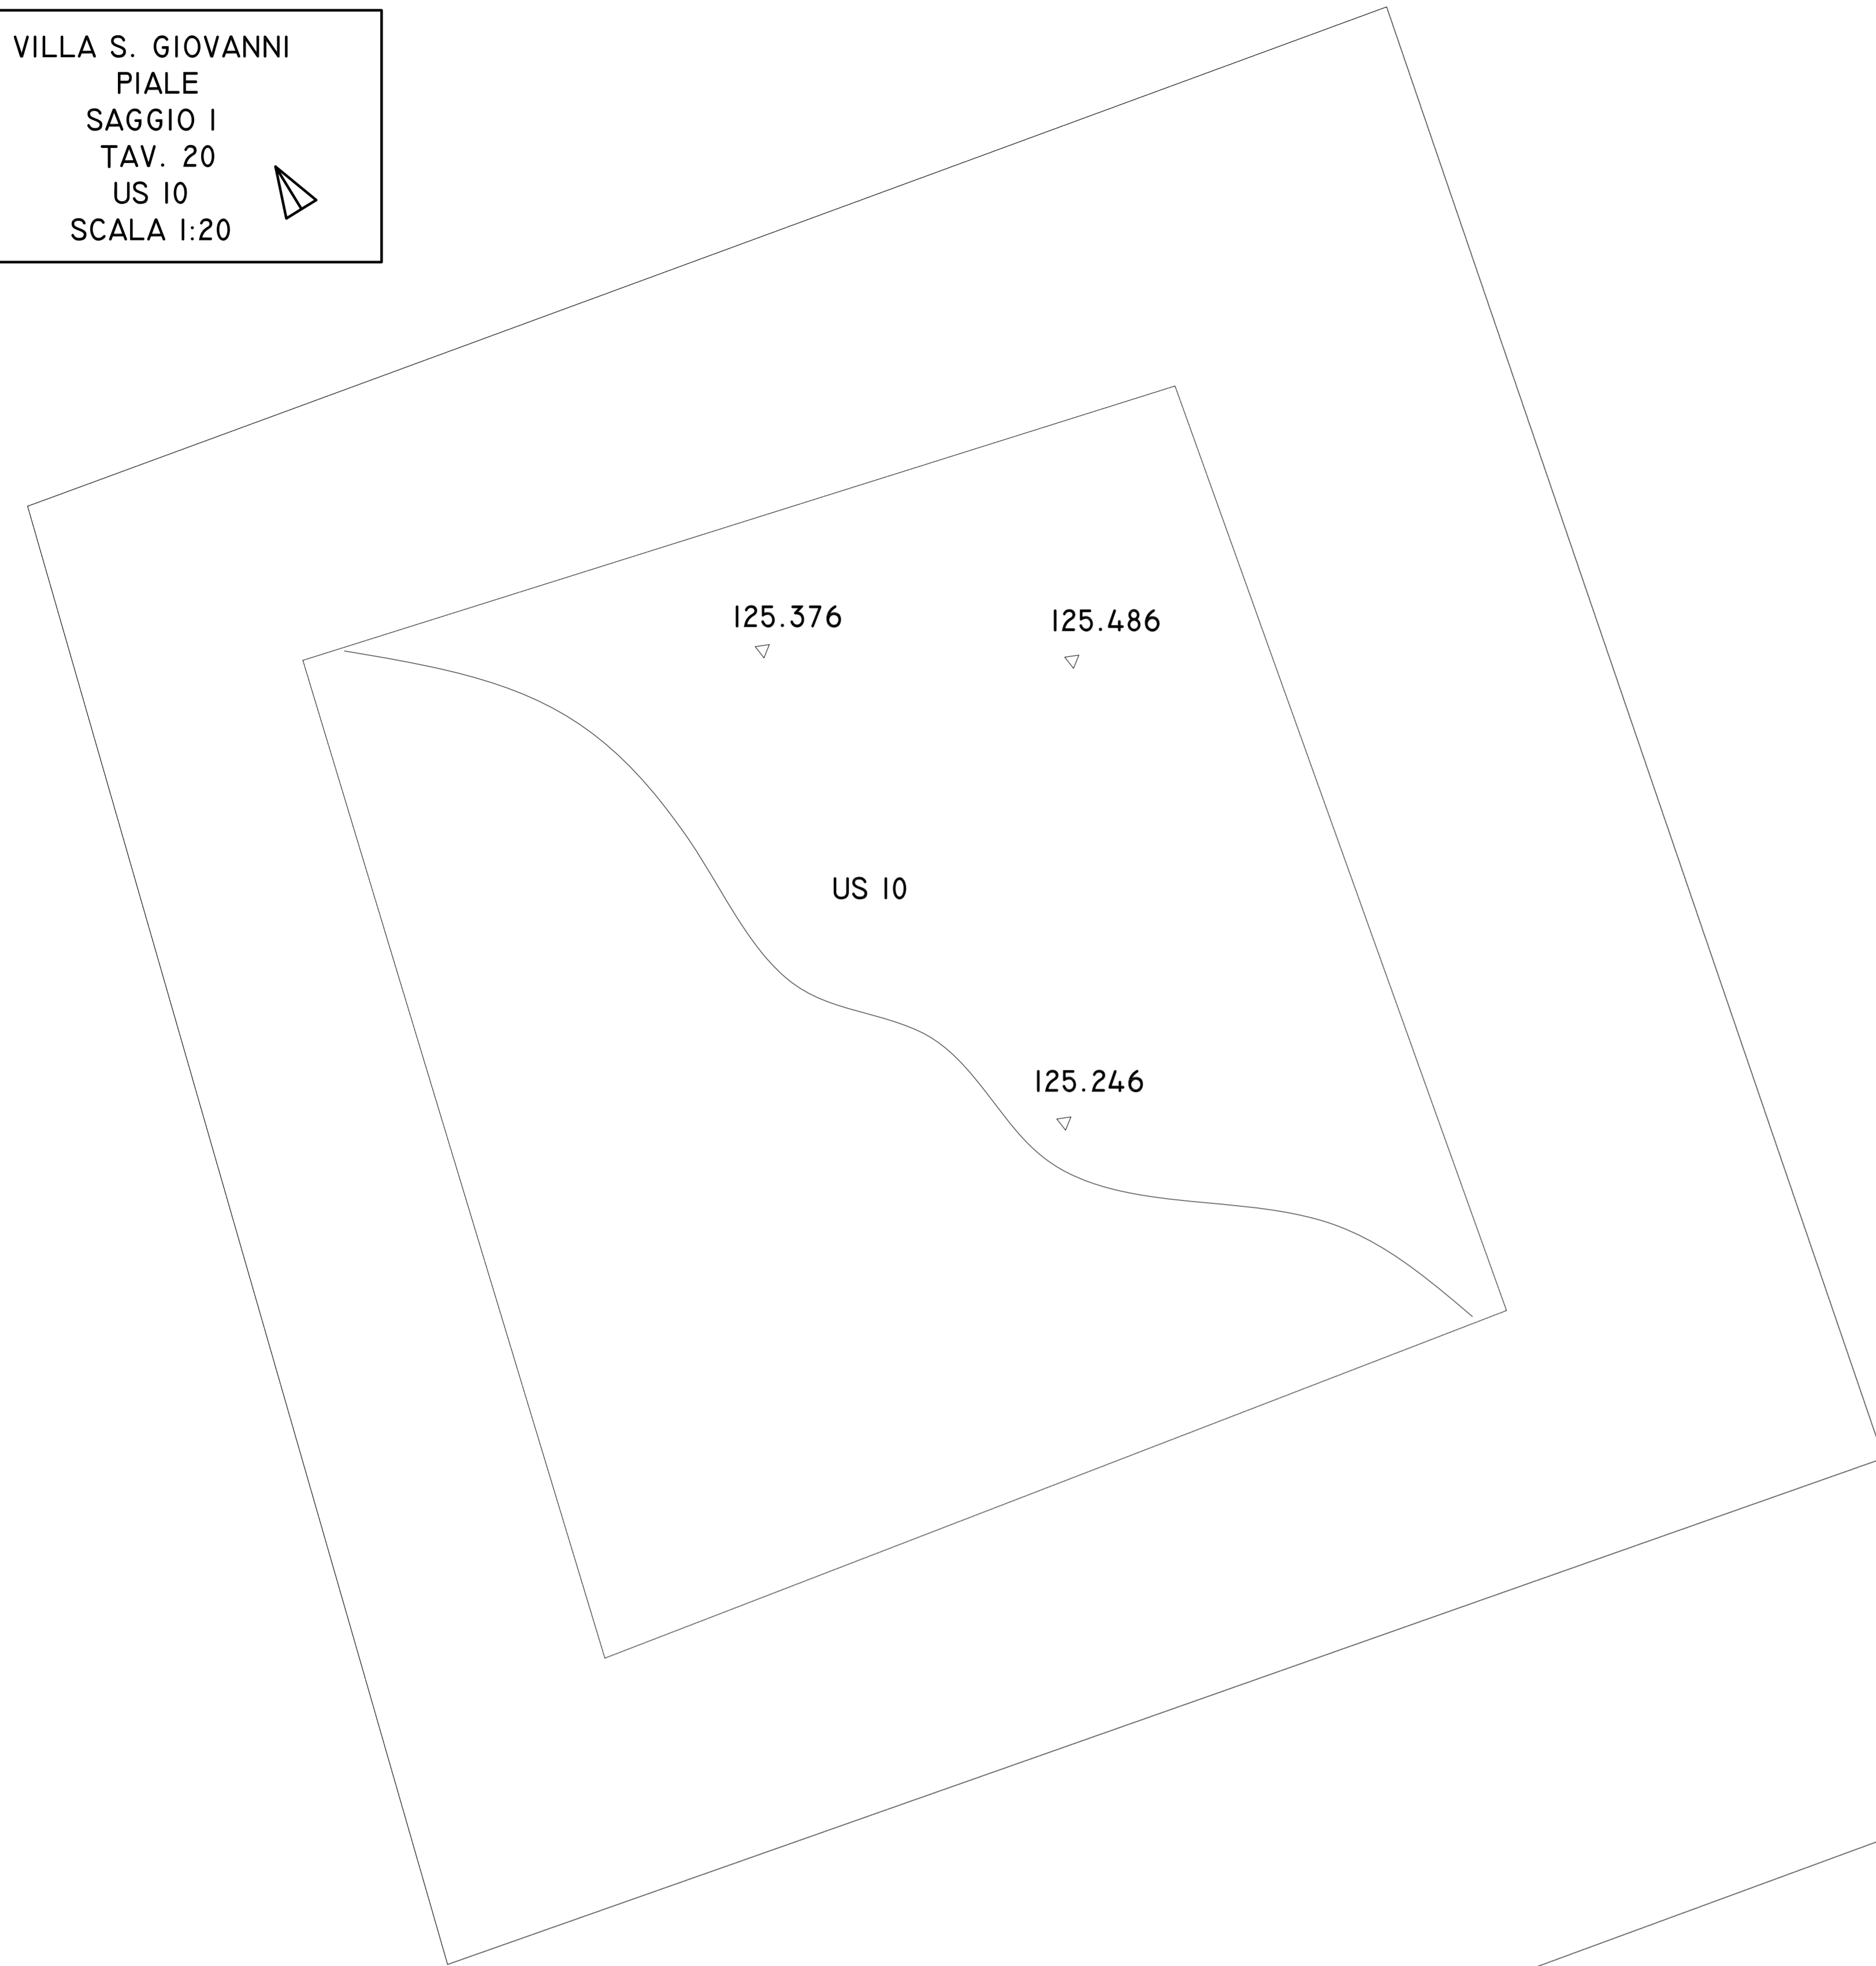 VILLA S. GIOVANNI
PIALE
SAGGIO 1
TAV. 20
US 10
SCALA 1:20
125.376
125.486
US 10
125.246